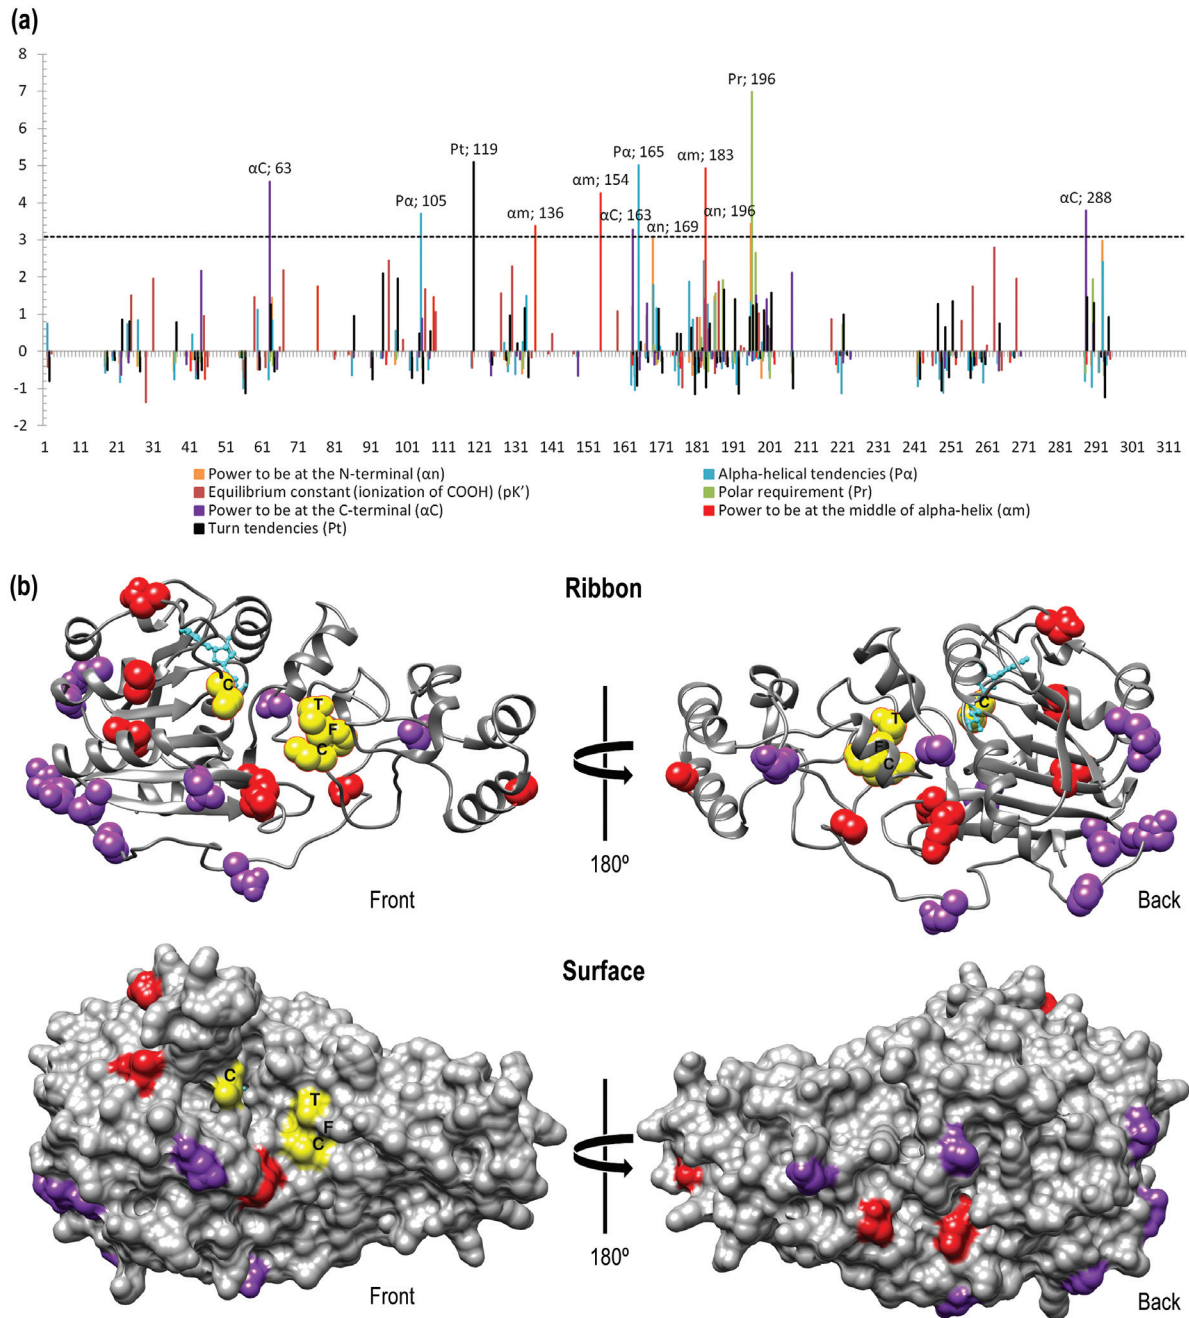 (a)
8
7
6
5
4
3
2
1
0
-1
-2
Pr; 196
Pt; 119
Pα; 165
αm; 183
αC; 63
αm; 154
Pα; 105
αC; 288
αm; 136
αC; 163
αn; 196
αn; 169
1 11 21 31 41 51 61 71 81 91 101 111 121 131 141 151 161 171 181 191 201 211 221 231 241 251 261 271 281 291 301 311
Power to be at the N-terminal (αn)
Equilibrium constant (ionization of COOH) (pK’)
Power to be at the C-terminal (αC)
Turn tendencies (Pt)
Alpha-helical tendencies (Pα)
Polar requirement (Pr)
Power to be at the middle of alpha-helix (αm)
(b)
Ribbon
C
T
F
C
Front
180º
C
T
F
C
Back
Surface
C
T
F
C
Front
180º
Back